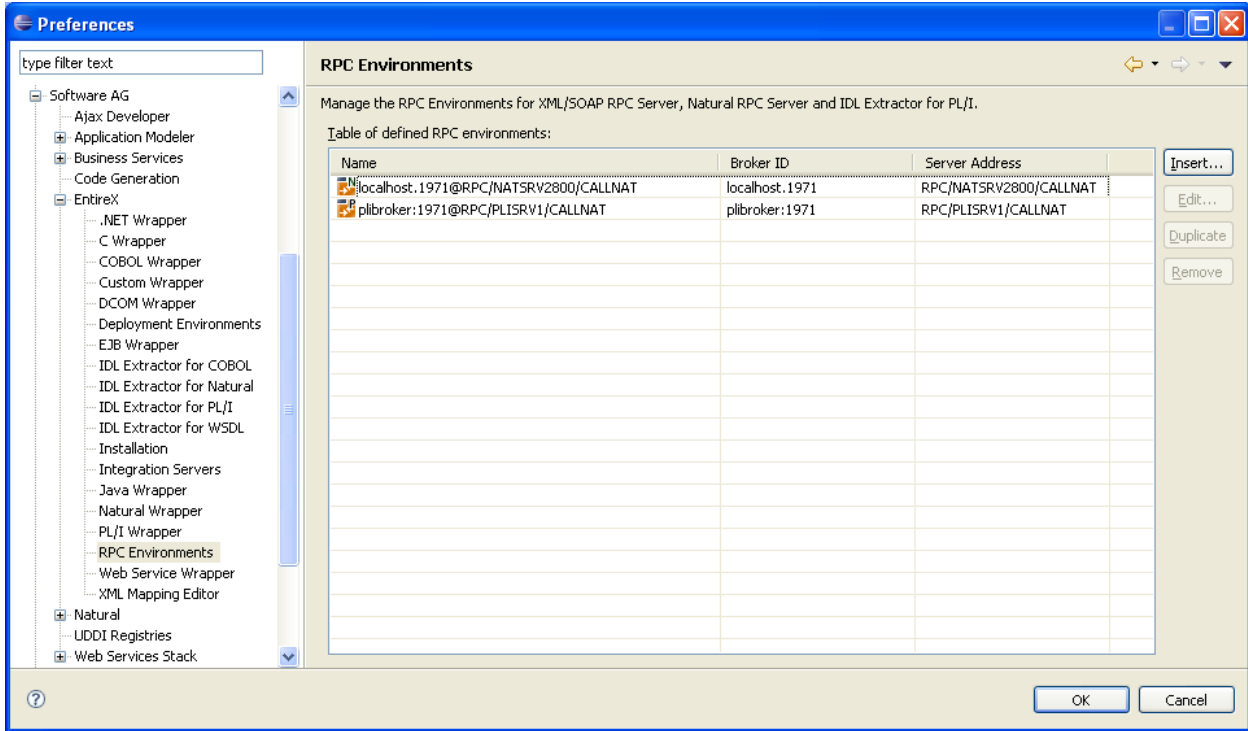 Preferences
type filter text
Software AG
Ajax Developer
Application Modeler
Business Services
Code Generation
EntireX
.NET Wrapper
C Wrapper
COBOL Wrapper
Custom Wrapper
DCOM Wrapper
Deployment Environments
EJB Wrapper
IDL Extractor for COBOL
IDL Extractor for Natural
IDL Extractor for PL/I
IDL Extractor for WSDL
Installation
Integration Servers
Java Wrapper
Natural Wrapper
PL/I Wrapper
RPC Environments
Web Service Wrapper
XML Mapping Editor
Natural
UDDI Registries
Web Services Stack
RPC Environments
Manage the RPC Environments for XML/SOAP RPC Server, Natural RPC Server and IDL Extractor for PL/I.
Table of defined RPC environments:
Name Broker ID Server Address
N localhost.1971@RPC/NATSRV2800/CALLNAT localhost.1971 RPC/NATSRV2800/CALLNAT
P plibroker:1971@RPC/PLISRV1/CALLNAT plibroker:1971 RPC/PLISRV1/CALLNAT
Insert...
Edit...
Duplicate
Remove
?
OK Cancel